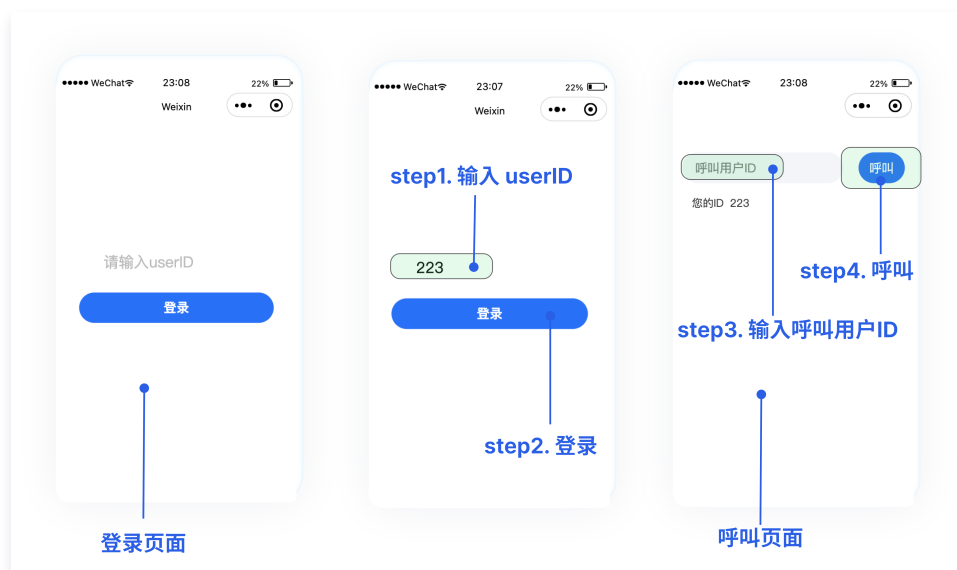 WeChat 23:08 22%
Weixin
请输入userID
登录
登录页面
WeChat 23:07 22%
Weixin
step1. 输入 userID
223
登录
step2. 登录
WeChat 23:08 22%
呼叫用户ID
呼叫
您的ID 223
step4. 呼叫
step3. 输入呼叫用户ID
呼叫页面